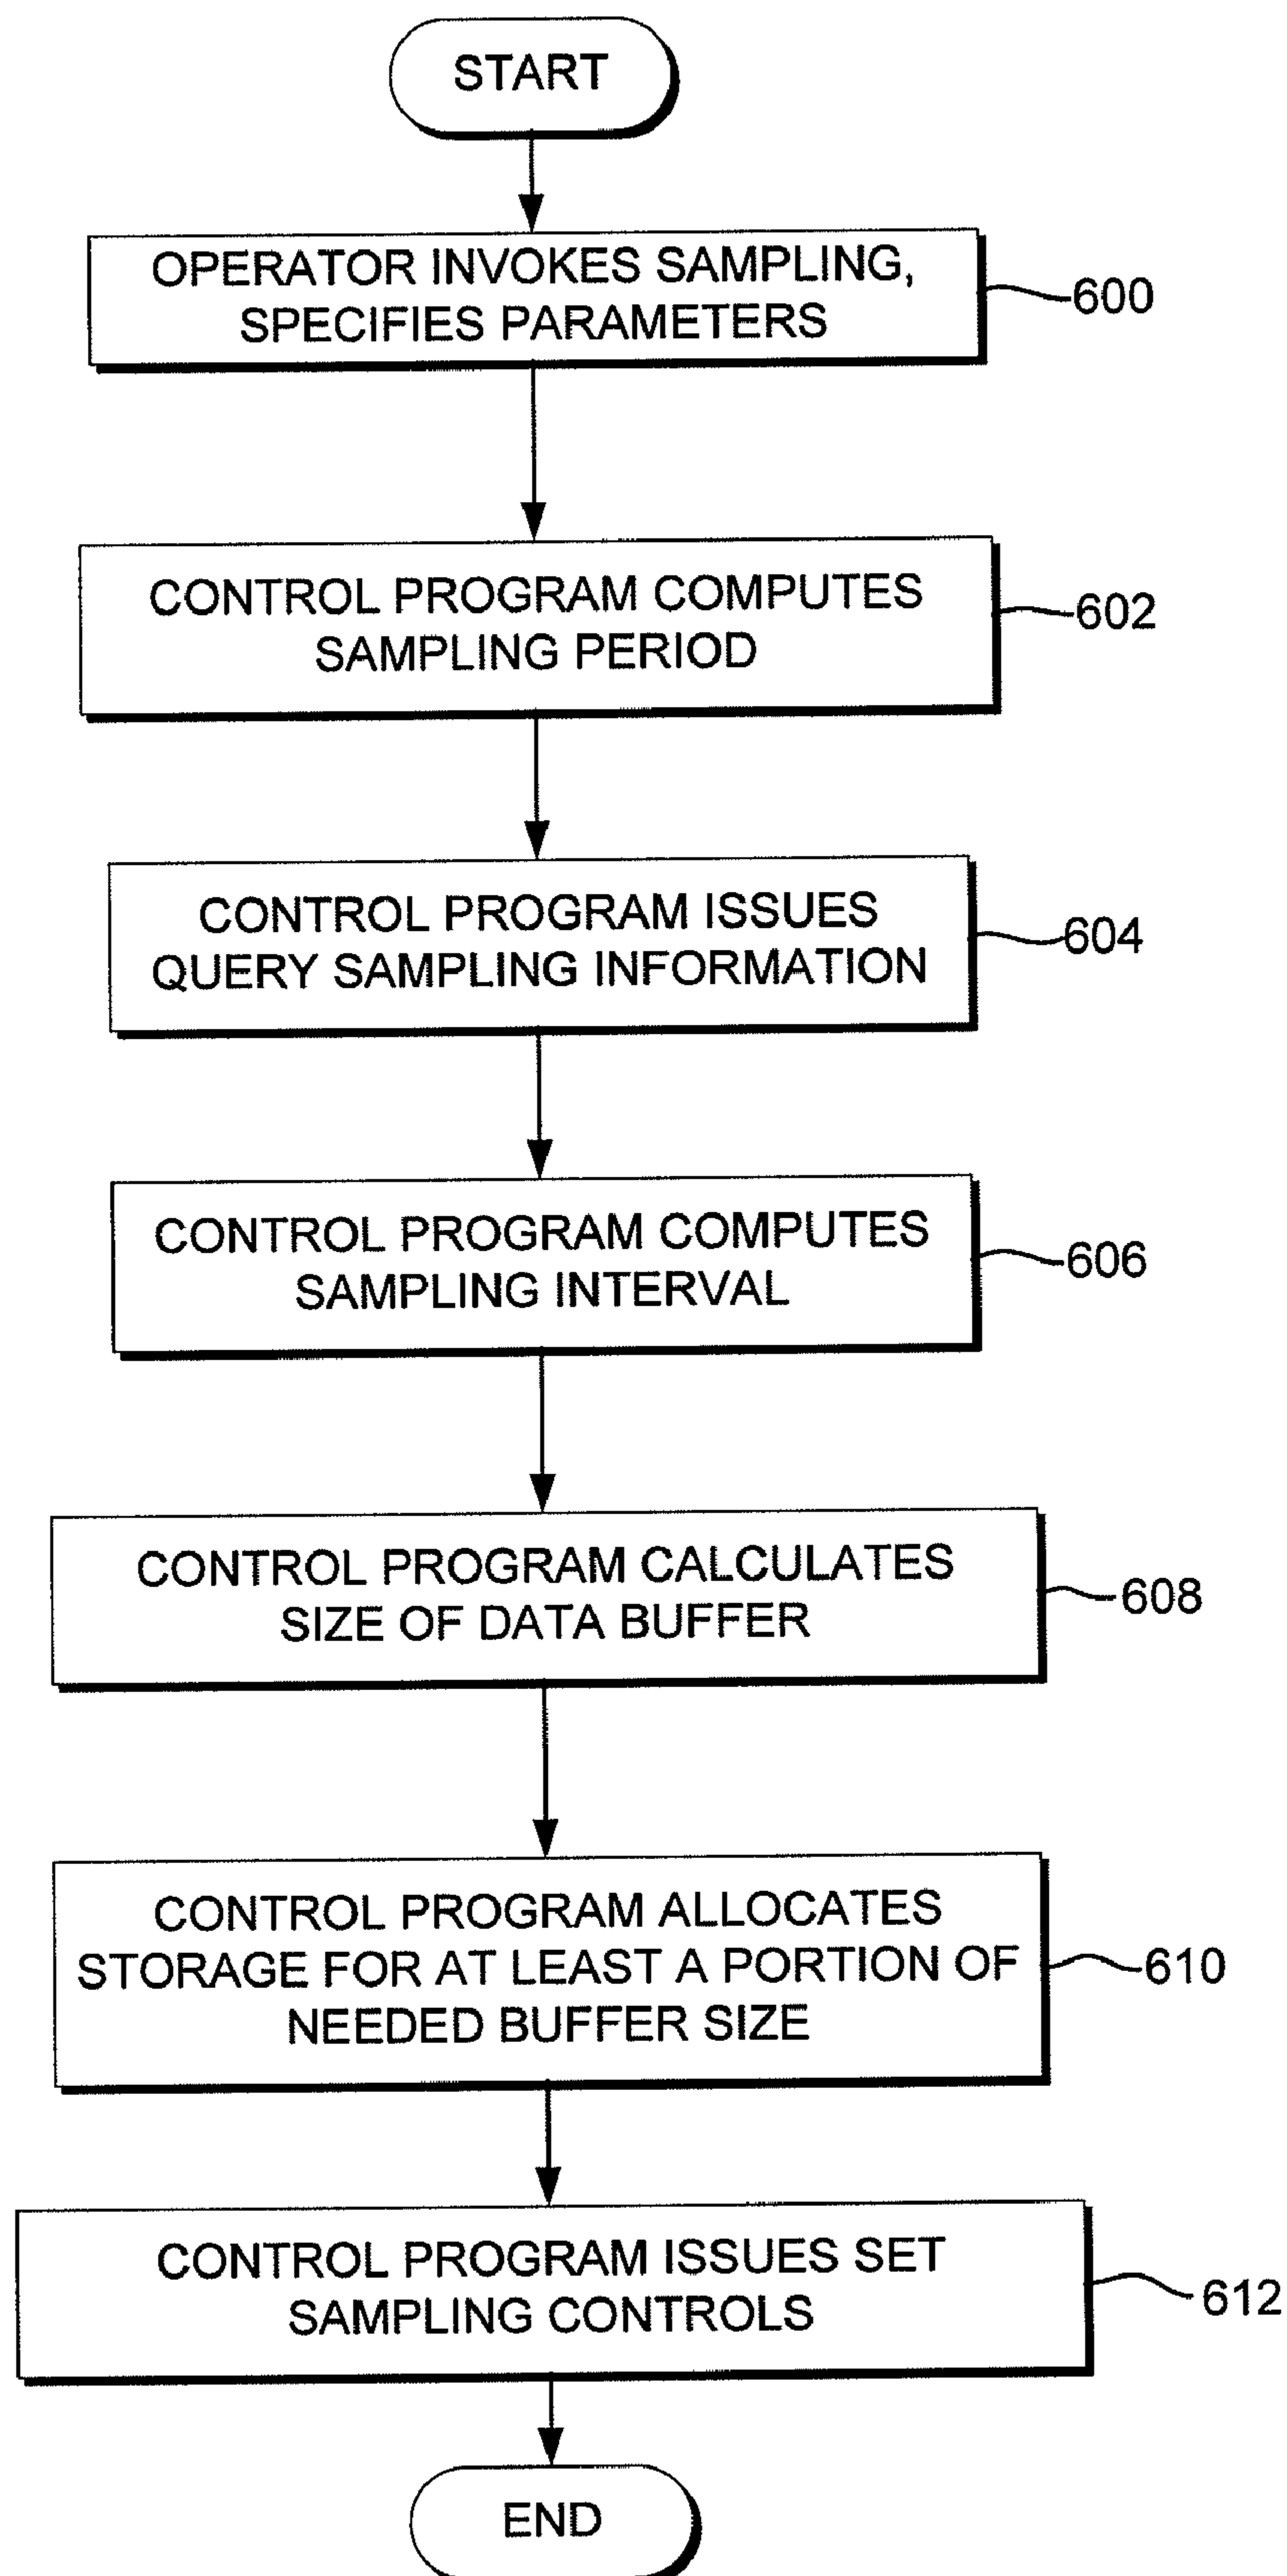 START
OPERATOR INVOKES SAMPLING,
SPECIFIES PARAMETERS
600
CONTROL PROGRAM COMPUTES
SAMPLING PERIOD
602
CONTROL PROGRAM ISSUES
QUERY SAMPLING INFORMATION
604
CONTROL PROGRAM COMPUTES
SAMPLING INTERVAL
606
CONTROL PROGRAM CALCULATES
SIZE OF DATA BUFFER
608
CONTROL PROGRAM ALLOCATES
STORAGE FOR AT LEAST A PORTION OF
NEEDED BUFFER SIZE
610
CONTROL PROGRAM ISSUES SET
SAMPLING CONTROLS
612
END